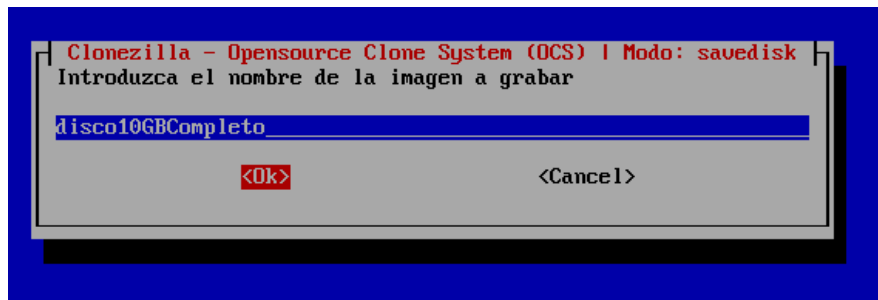 Clonezilla - Opensource Clone System (OCS) | Modo: savedisk
Introduzca el nombre de la imagen a grabar
disco10GBCompleto
<Ok> <Cancel>